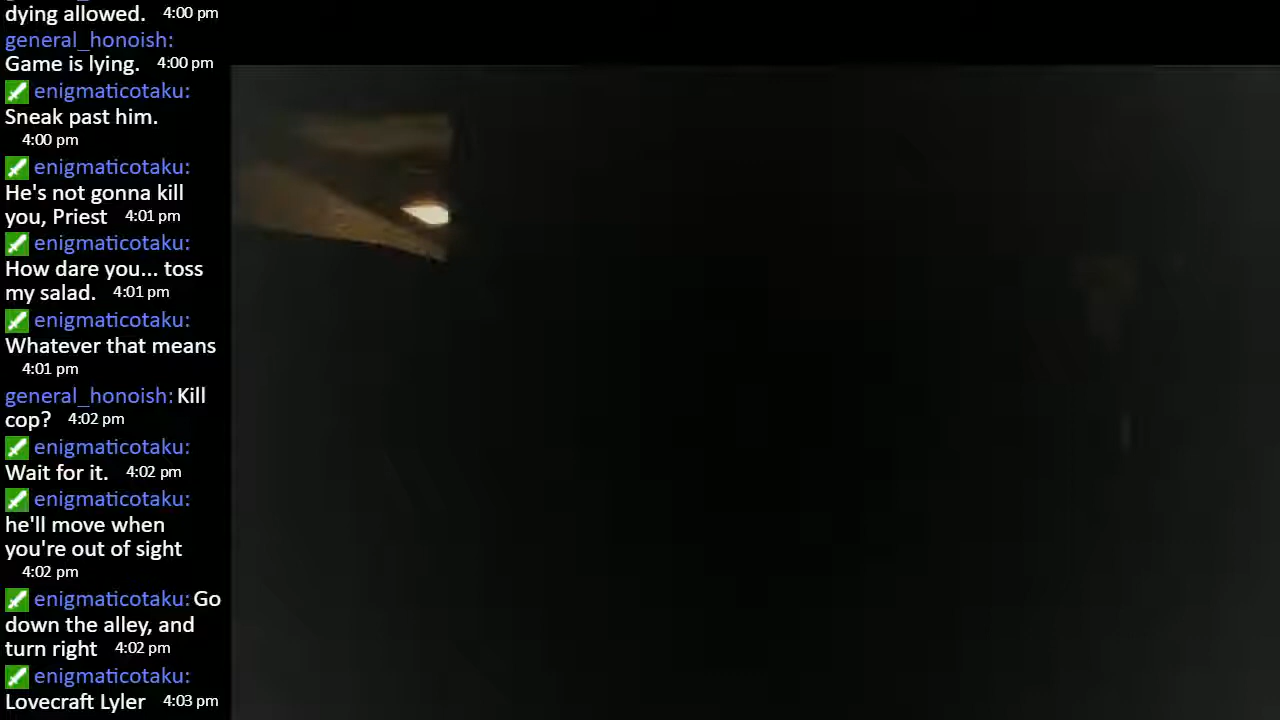 dying allowed. 4:00 pm
general_honoish:
Game is lying. 4:00 pm
enigmaticotaku:
Sneak past him.
4:00 pm
enigmaticotaku:
He's not gonna kill
you, Priest 4:01 pm
enigmaticotaku:
How dare you... toss
my salad. 4:01 pm
enigmaticotaku:
Whatever that means
4:01 pm
general_honoish: Kill
cop? 4:02 pm
enigmaticotaku:
Wait for it. 4:02 pm
enigmaticotaku:
he'll move when
you're out of sight
4:02 pm
enigmaticotaku: Go
down the alley, and
turn right 4:02 pm
enigmaticotaku:
Lovecraft Lyler 4:03 pm